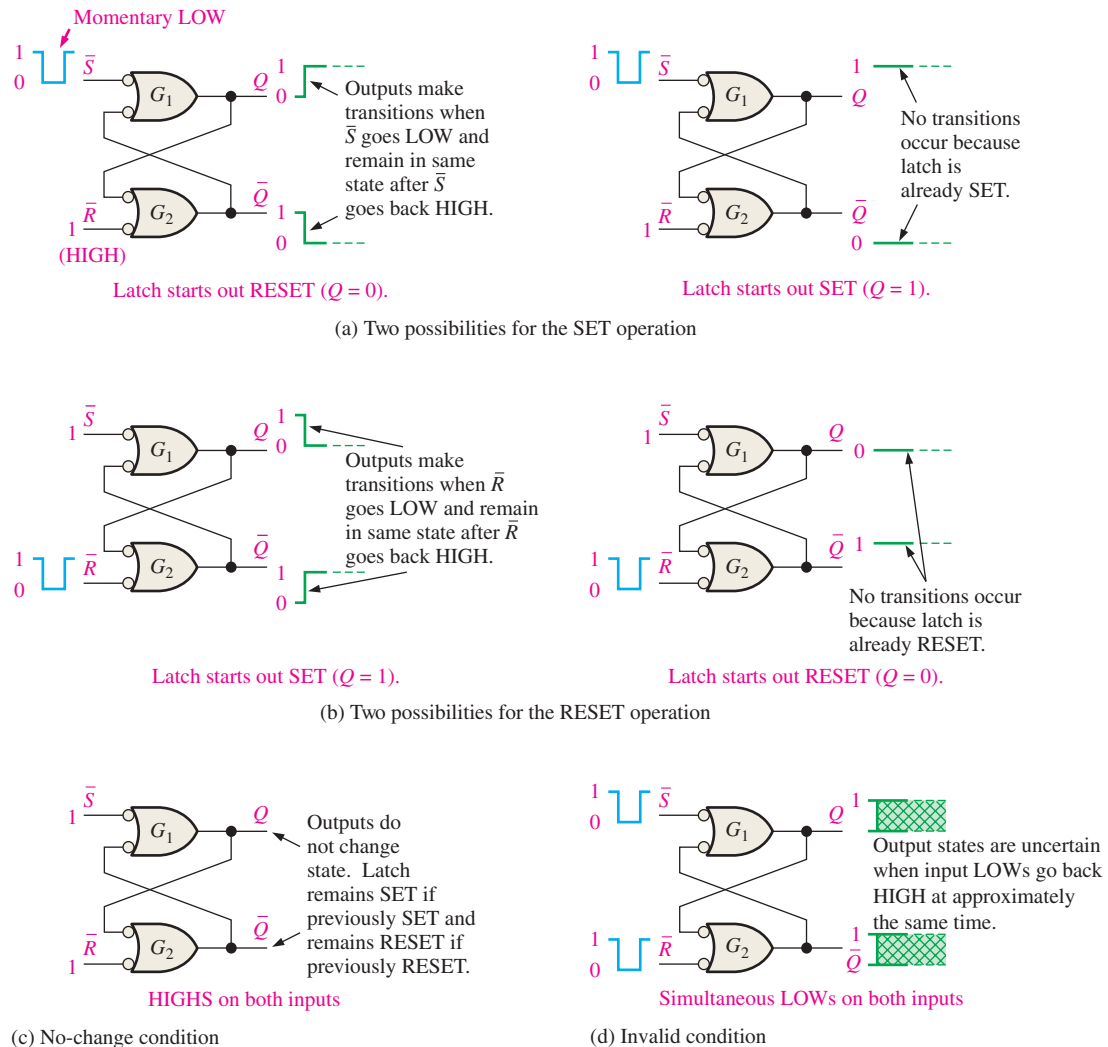 Momentary LOW
1
0
S̄
G1
Q
1
0
Outputs make
transitions when
S̄ goes LOW and
remain in same
state after S̄
goes back HIGH.
R̄
1
(HIGH)
G2
Q̄
1
0
Latch starts out RESET (Q = 0).
1
0
S̄
G1
1
Q
No transitions
occur because
latch is
already SET.
R̄
1
G2
Q̄
0
Latch starts out SET (Q = 1).
(a) Two possibilities for the SET operation
S̄
1
G1
Q
1
0
Outputs make
transitions when R̄
goes LOW and remain
in same state after R̄
goes back HIGH.
1
0
R̄
G2
Q̄
1
0
Latch starts out SET (Q = 1).
S̄
1
G1
Q
0
1
0
R̄
G2
Q̄
1
No transitions occur
because latch is
already RESET.
Latch starts out RESET (Q = 0).
(b) Two possibilities for the RESET operation
S̄
1
G1
Q
Outputs do
not change
state. Latch
remains SET if
previously SET and
remains RESET if
previously RESET.
R̄
1
G2
Q̄
HIGHS on both inputs
(c) No-change condition
1
0
S̄
G1
Q
1
0
Output states are uncertain
when input LOWs go back
HIGH at approximately
the same time.
1
0
R̄
G2
1
Q̄
0
Simultaneous LOWs on both inputs
(d) Invalid condition